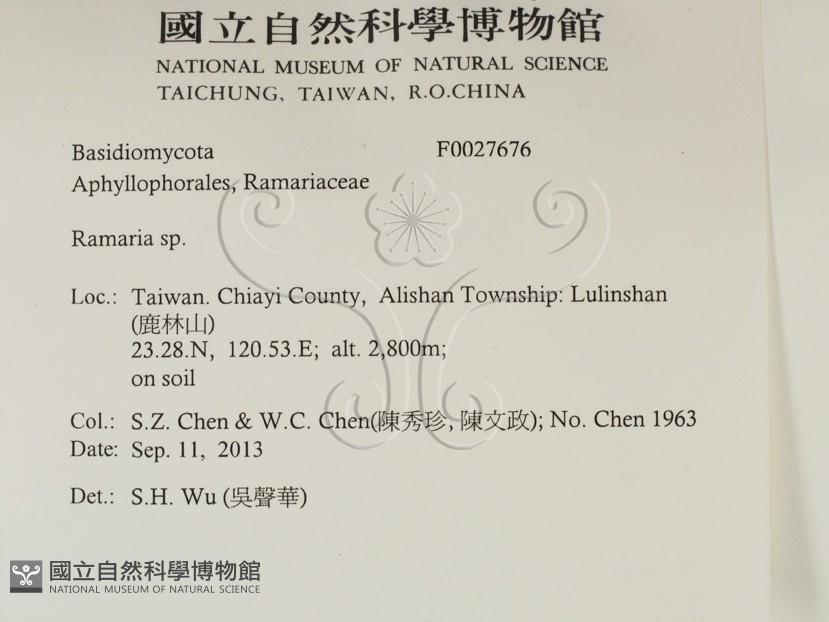 國立自然科學博物館
NATIONAL MUSEUM OF NATURAL SCIENCE
TAICHUNG, TAIWAN, R.O.CHINA
Basidiomycota F0027676
Aphyllophorales, Ramariaceae
Ramaria sp.
Loc.: Taiwan. Chiayi County, Alishan Township: Lulinshan
(鹿林山)
23.28.N, 120.53.E; alt. 2,800m;
on soil
Col.: S.Z. Chen & W.C. Chen(陳秀珍, 陳文政); No. Chen 1963
Date: Sep. 11, 2013
Det.: S.H. Wu (吳聲華)
國立自然科學博物館
NATIONAL MUSEUM OF NATURAL SCIENCE